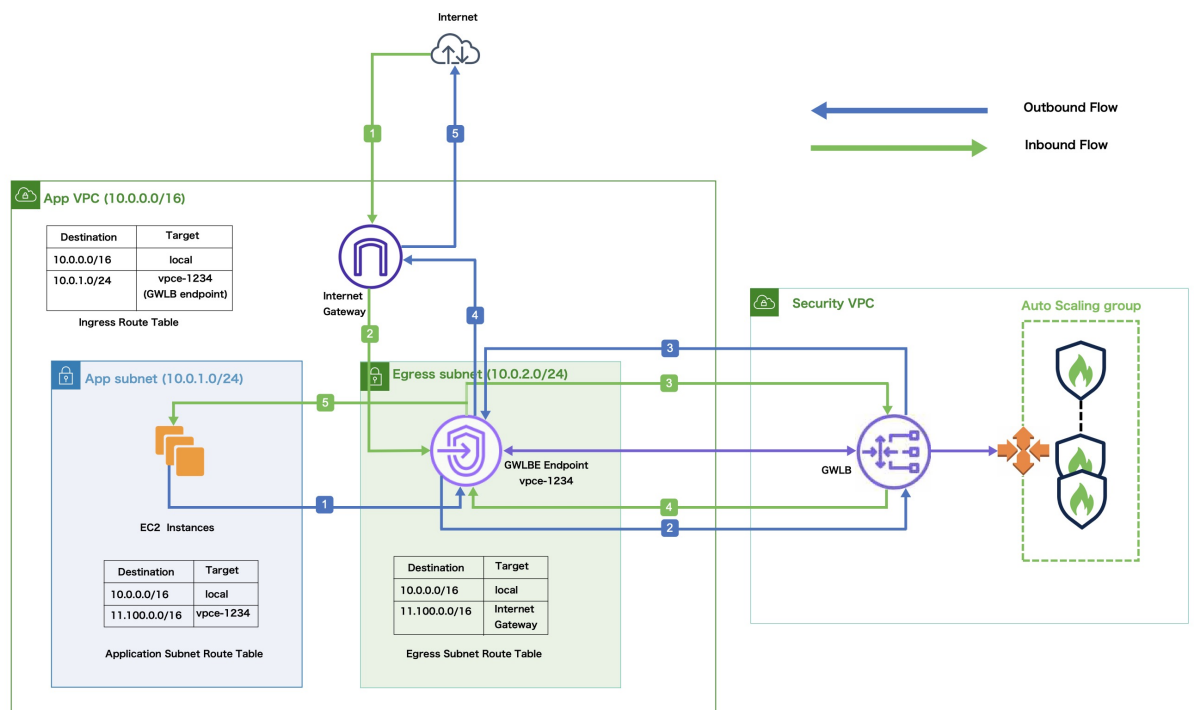 Internet
Outbound Flow
Inbound Flow
1
5
App VPC (10.0.0.0/16)
Destination Target
10.0.0.0/16 local
10.0.1.0/24 vpce-1234
(GWLB endpoint)
Ingress Route Table
Internet
Gateway
2
4
Security VPC
Auto Scaling group
App subnet (10.0.1.0/24)
Egress subnet (10.0.2.0/24)
3
3
5
GWLBE Endpoint
vpce-1234
GWLB
1
4
2
EC2 Instances
Destination Target
10.0.0.0/16 local
11.100.0.0/16 vpce-1234
Application Subnet Route Table
Destination Target
10.0.0.0/16 local
11.100.0.0/16 Internet
Gateway
Egress Subnet Route Table